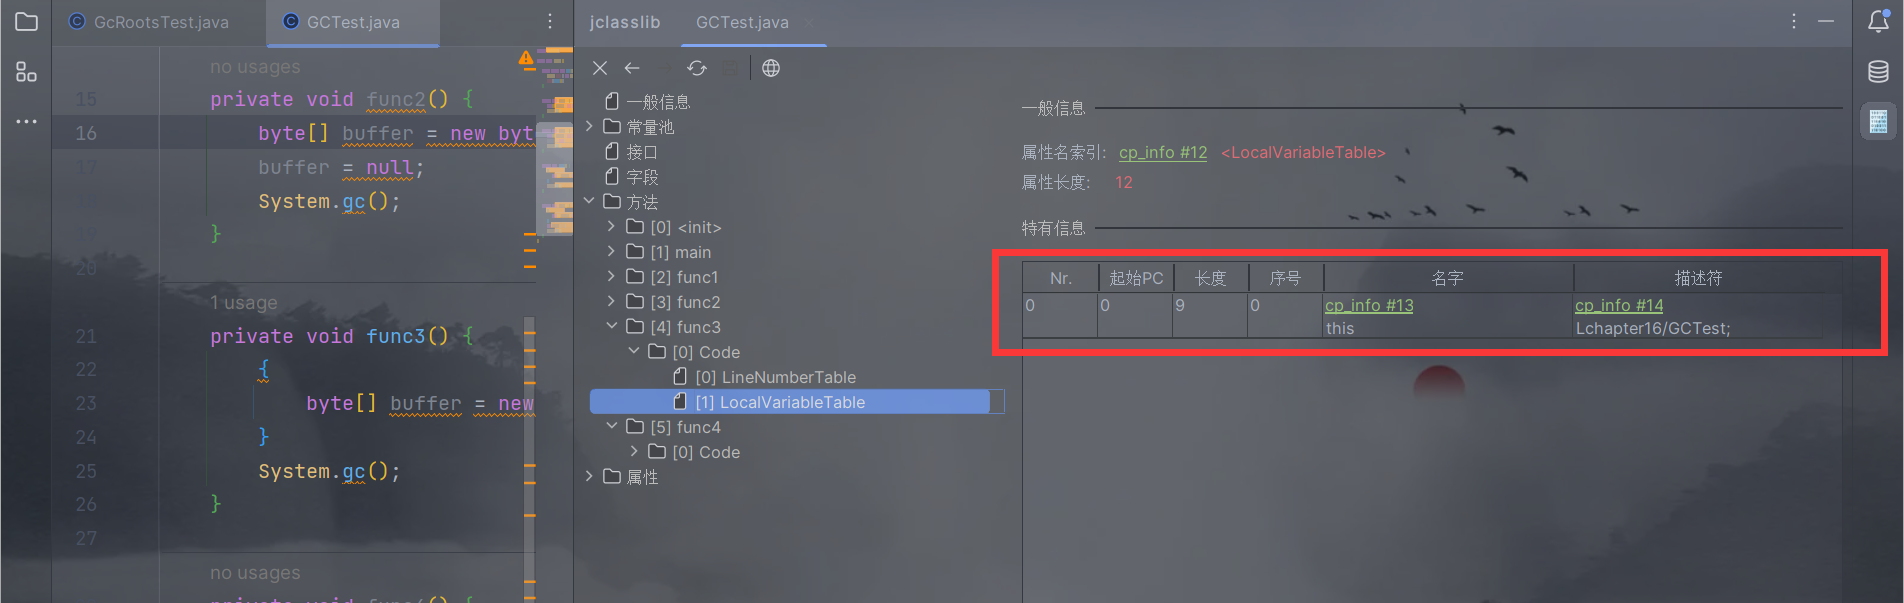 GcRootsTest.java
GCTest.java
no usages
15 private void func2() {
16 byte[] buffer = new byt
17 buffer = null;
System.gc();
}
20
1 usage
21 private void func3() {
22 {
23 byte[] buffer = new
24 }
25 System.gc();
26 }
27
no usages
jclasslib
GCTest.java
一般信息
常量池
接口
字段
方法
[0] <init>
[1] main
[2] func1
[3] func2
[4] func3
[0] Code
[0] LineNumberTable
[1] LocalVariableTable
[5] func4
[0] Code
属性
一般信息
属性名索引: cp_info #12 <LocalVariableTable>
属性长度: 12
特有信息
Nr. 起始PC 长度 序号 名字 描述符
0 0 9 0 cp_info #13 cp_info #14
this Lchapter16/GCTest;